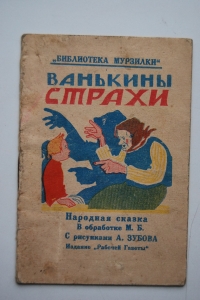 „БИБЛИОТЕКА МУРЗИЛКИ“
ВАНЬКИНЫ
СТРАХИ
Народная сказка
В обработке М. Б.
С рисунками А. ЗУБОВА
Издание „Рабочей Газеты“